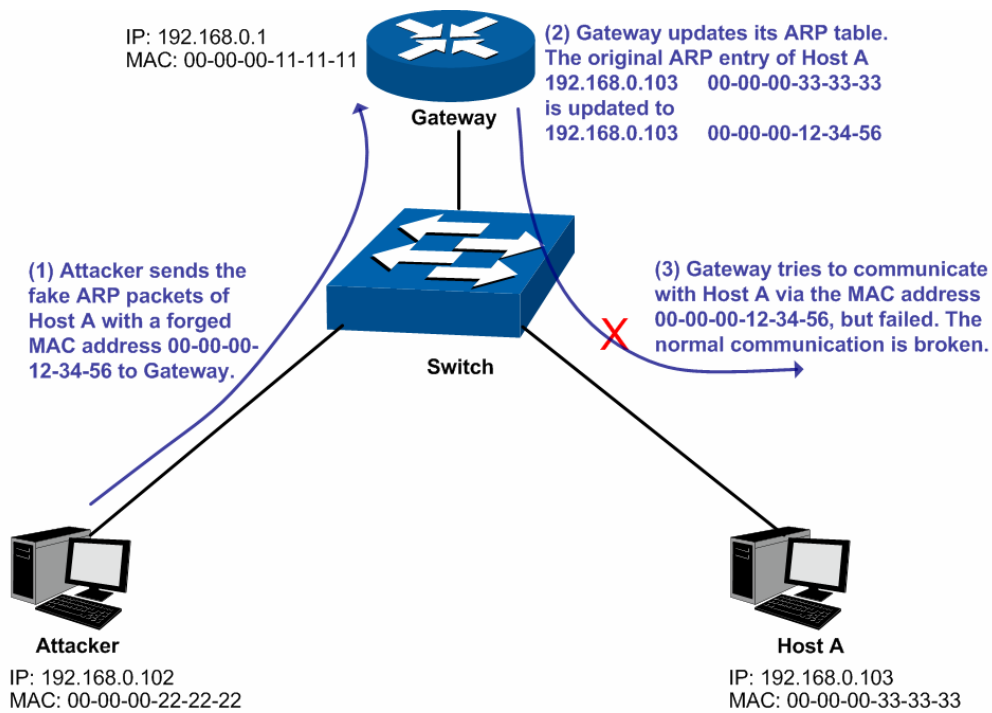 IP: 192.168.0.1
MAC: 00-00-00-11-11-11
Gateway
(2) Gateway updates its ARP table.
The original ARP entry of Host A
192.168.0.103 00-00-00-33-33-33
is updated to
192.168.0.103 00-00-00-12-34-56
(1) Attacker sends the
fake ARP packets of
Host A with a forged
MAC address 00-00-00-
12-34-56 to Gateway.
Switch
(3) Gateway tries to communicate
with Host A via the MAC address
00-00-00-12-34-56, but failed. The
normal communication is broken.
X
Attacker
IP: 192.168.0.102
MAC: 00-00-00-22-22-22
Host A
IP: 192.168.0.103
MAC: 00-00-00-33-33-33